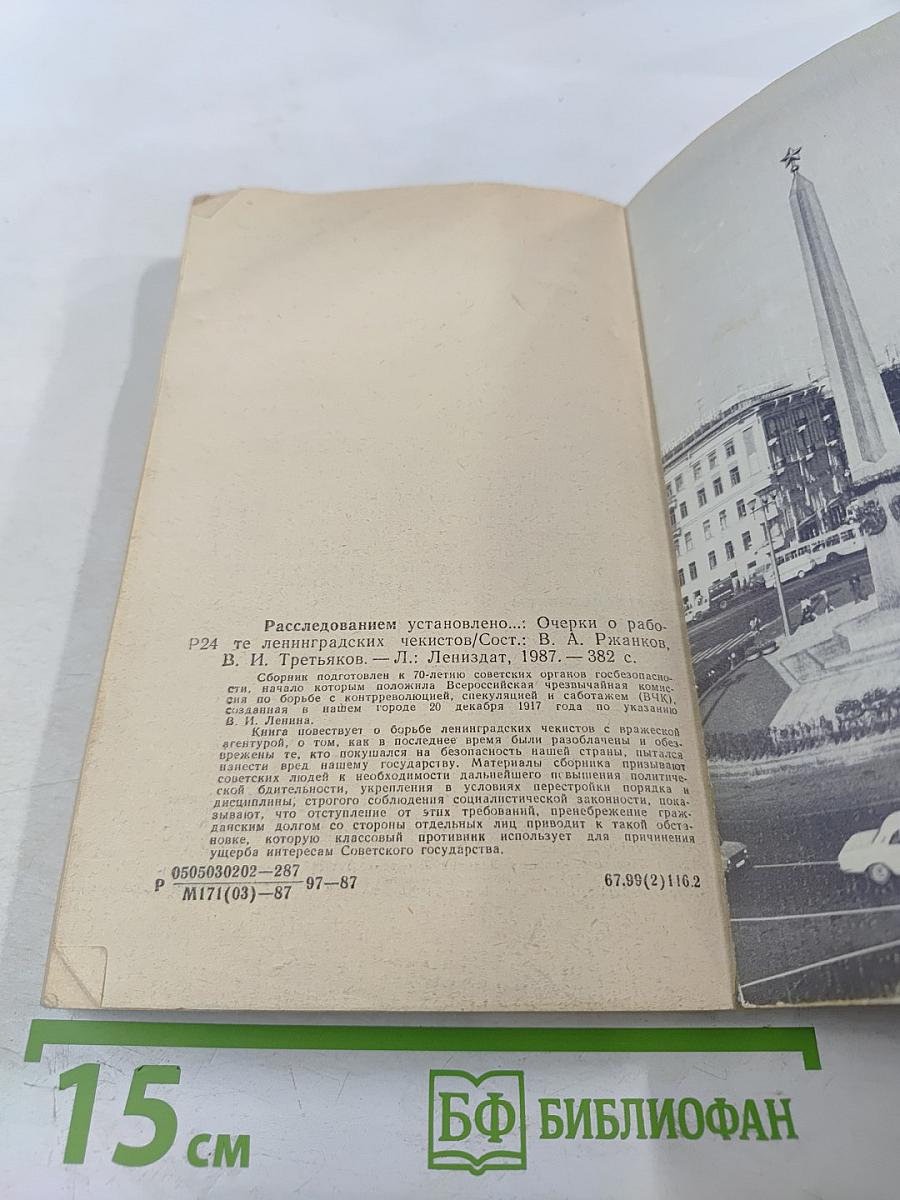 Расследованием установлено...: Очерки о рабо-
Р24 те ленинградских чекистов/Сост.: В. А. Ржанков,
В. И. Третьяков. — Л.: Лениздат, 1987. — 382 с.
Сборник подготовлен к 70-летию советских органов госбезопасно-
сти, начало которым положила Всероссийская чрезвычайная комис-
сия по борьбе с контрреволюцией, спекуляцией и саботажем (ВЧК),
созданная в нашем городе 20 декабря 1917 года по указанию
В. И. Ленина.
Книга повествует о борьбе ленинградских чекистов с вражеской
агентурой, о том, как в последнее время были разоблачены и обез-
врежены те, кто покушался на безопасность нашей страны, пытался
нанести вред нашему государству. Материалы сборника призывают
советских людей к необходимости дальнейшего повышения политиче-
ской бдительности, укрепления в условиях перестройки порядка и
дисциплины, строгого соблюдения социалистической законности, пока-
зывают, что отступление от этих требований, пренебрежение граж-
данским долгом со стороны отдельных лиц приводит к такой обста-
новке, которую классовый противник использует для причинения
ущерба интересам Советского государства.
Р 0505030202—287
М171(03)—87 97—87 67.99(2)116.2
15 см
БФ БИБЛИОФАН